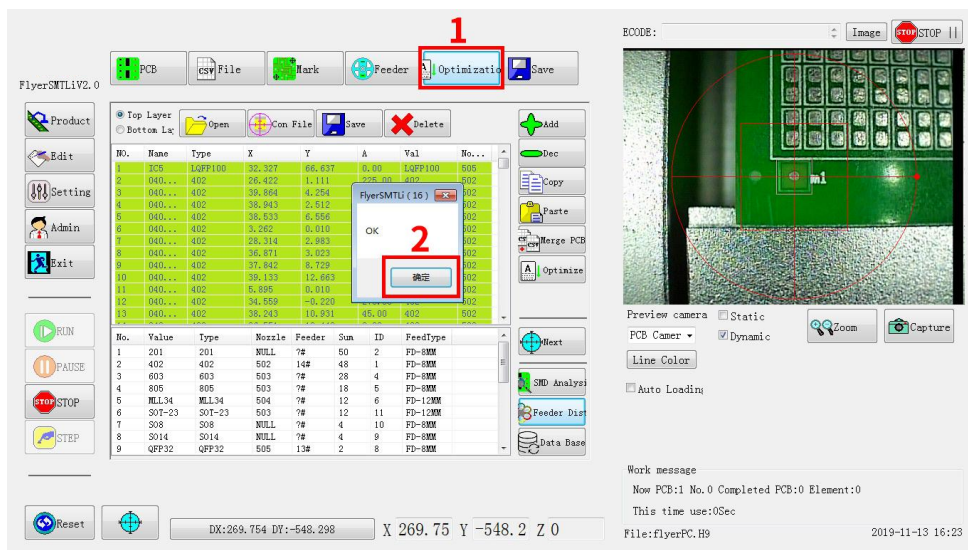 1
ECODE:
Image
STOP
STOP ||
PCB
CSV
File
Mark
Feeder
A
Optimizatio
Save
FlyerSMTLiV2.0
Product
Edit
Setting
Admin
Exit
RUN
PAUSE
STOP
STOP
STEP
Reset
Top Layer
Bottom La
Open
Con File
Save
Delete
NO. Name Type X Y A Val No...
1 IC5 LQFP100 32.327 66.637 0.00 LQFP100 505
2 040... 402 26.422 1.111 225.00 402 502
3 040... 402 39.864 4.254 502
4 040... 402 38.943 2.512 502
5 040... 402 38.533 6.556 502
6 040... 402 3.262 0.010 502
7 040... 402 28.314 2.983 502
8 040... 402 36.871 3.023 502
9 040... 402 37.842 8.729 502
10 040... 402 39.133 12.663 502
11 040... 402 5.895 0.010 502
12 040... 402 34.559 -0.220 502
13 040... 402 38.243 10.931 45.00 402 502
FlyerSMTLi ( 16 )
OK
2
确定
No. Value Type Nozzle Feeder Sum ID FeedType
1 201 201 NULL ?# 50 2 FD-8MM
2 402 402 502 14# 48 1 FD-8MM
3 603 603 503 ?# 28 4 FD-8MM
4 805 805 503 ?# 18 5 FD-8MM
5 MLL34 MLL34 504 ?# 12 6 FD-12MM
6 SOT-23 SOT-23 503 ?# 12 11 FD-12MM
7 SO8 SO8 NULL ?# 4 10 FD-8MM
8 SO14 SO14 NULL ?# 4 9 FD-8MM
9 QFP32 QFP32 505 13# 2 8 FD-8MM
Add
Dec
Copy
Paste
Merge PCB
A
Optimize
Next
SMD Analysi
Feeder Dist
Data Base
m1
Preview camera
Static
PCB Camer
Dynamic
Zoom
Capture
Line Color
Auto Loading
Work message
Now PCB:1 No.0 Completed PCB:0 Element:0
This time use:0Sec
DX:269.754 DY:-548.298
X 269.75 Y -548.2 Z 0
File:flyerPC.H9
2019-11-13 16:23